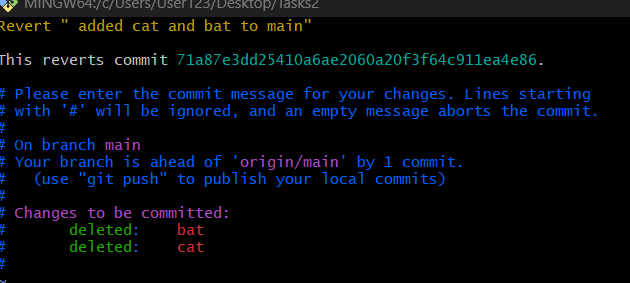 MINGW64:/c/Users/User123/Desktop/Tasks2
Revert " added cat and bat to main"
This reverts commit 71a87e3dd25410a6ae2060a20f3f64c911ea4e86.
# Please enter the commit message for your changes. Lines starting
# with '#' will be ignored, and an empty message aborts the commit.
#
# On branch main
# Your branch is ahead of 'origin/main' by 1 commit.
#   (use "git push" to publish your local commits)
#
# Changes to be committed:
#       deleted:    bat
#       deleted:    cat
#
~